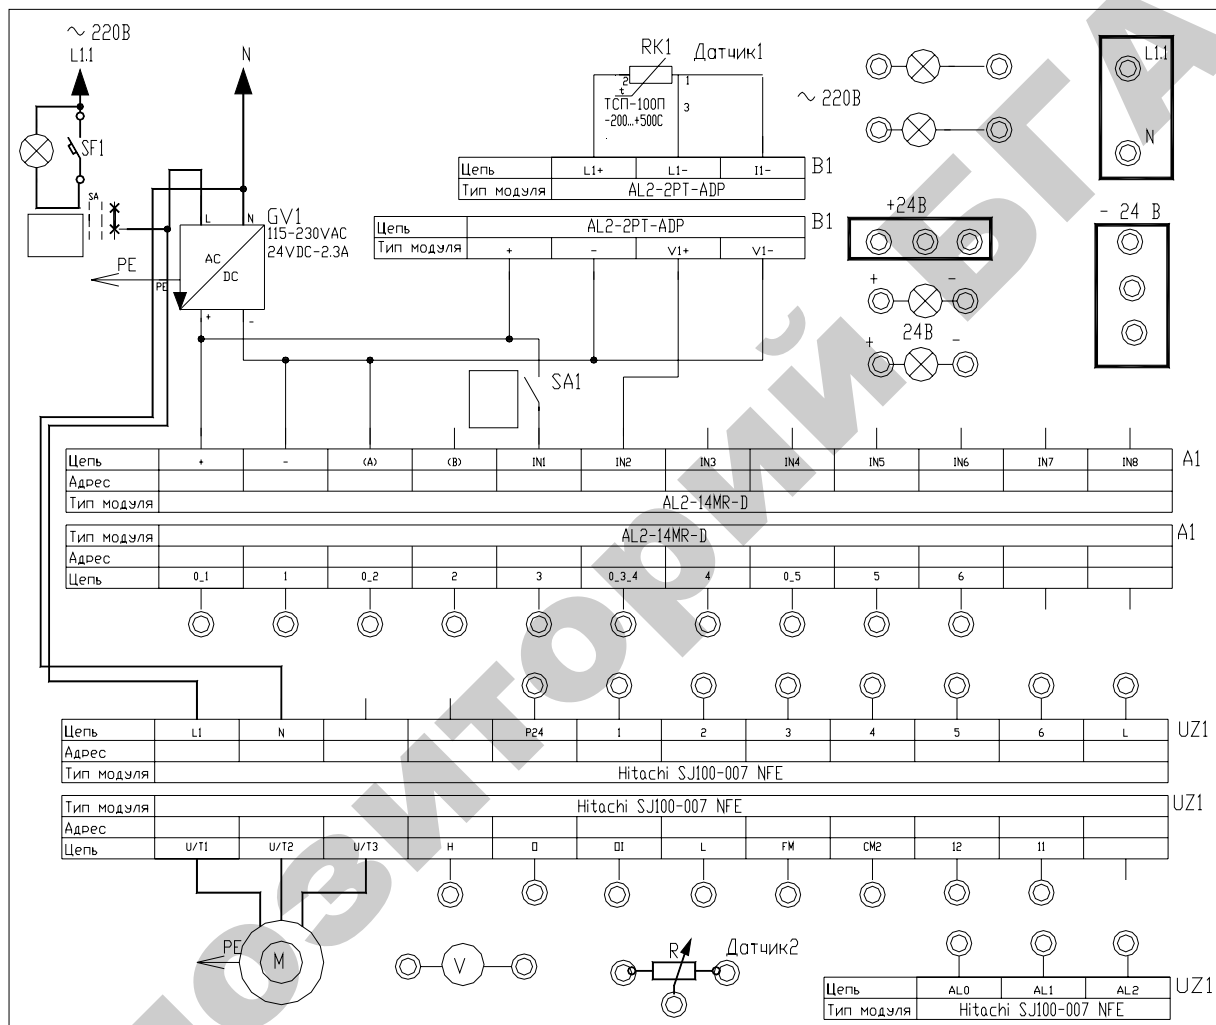 ~ 220В
L1.1
N
SF1
SA
L
N
GV1
115-230VAC
24VDC-2.3A
AC
DC
PE
PE
+
-
RK1
Датчик1
2
1
t
3
ТСП-100П
-200...+500С
Цепь L1+ L1- I1-
Тип модуля AL2-2PT-ADP
B1
Цепь AL2-2PT-ADP
Тип модуля + - V1+ V1-
B1
~ 220В
L1.1
N
+24В
- 24 В
+ -
24В
+ -
SA1
Цепь + - (A) (B) IN1 IN2 IN3 IN4 IN5 IN6 IN7 IN8
Адрес
Тип модуля AL2-14MR-D
A1
Тип модуля AL2-14MR-D
Адрес
Цепь 0_1 1 0_2 2 3 0_3_4 4 0_5 5 6
A1
Цепь L1 N P24 1 2 3 4 5 6 L
Адрес
Тип модуля Hitachi SJ100-007 NFE
UZ1
Тип модуля Hitachi SJ100-007 NFE
Адрес
Цепь U/T1 U/T2 U/T3 H O OI L FM CM2 12 11
UZ1
PE
M
V
R
Датчик2
Цепь AL0 AL1 AL2
Тип модуля Hitachi SJ100-007 NFE
UZ1
позиторий БГА